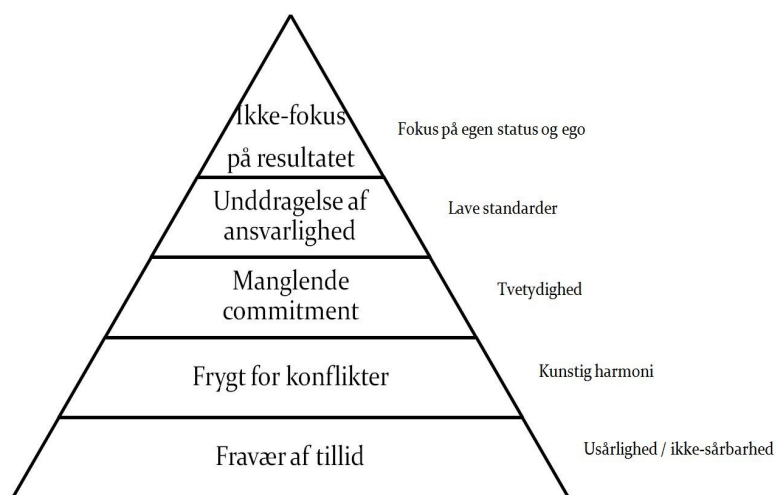 Ikke-fokus
på resultatet
Fokus på egen status og ego
Unddragelse af
ansvarlighed
Lave standarder
Manglende
commitment
Tvetydighed
Frygt for konflikter
Kunstig harmoni
Fravær af tillid
Usårlighed / ikke-sårbarhed